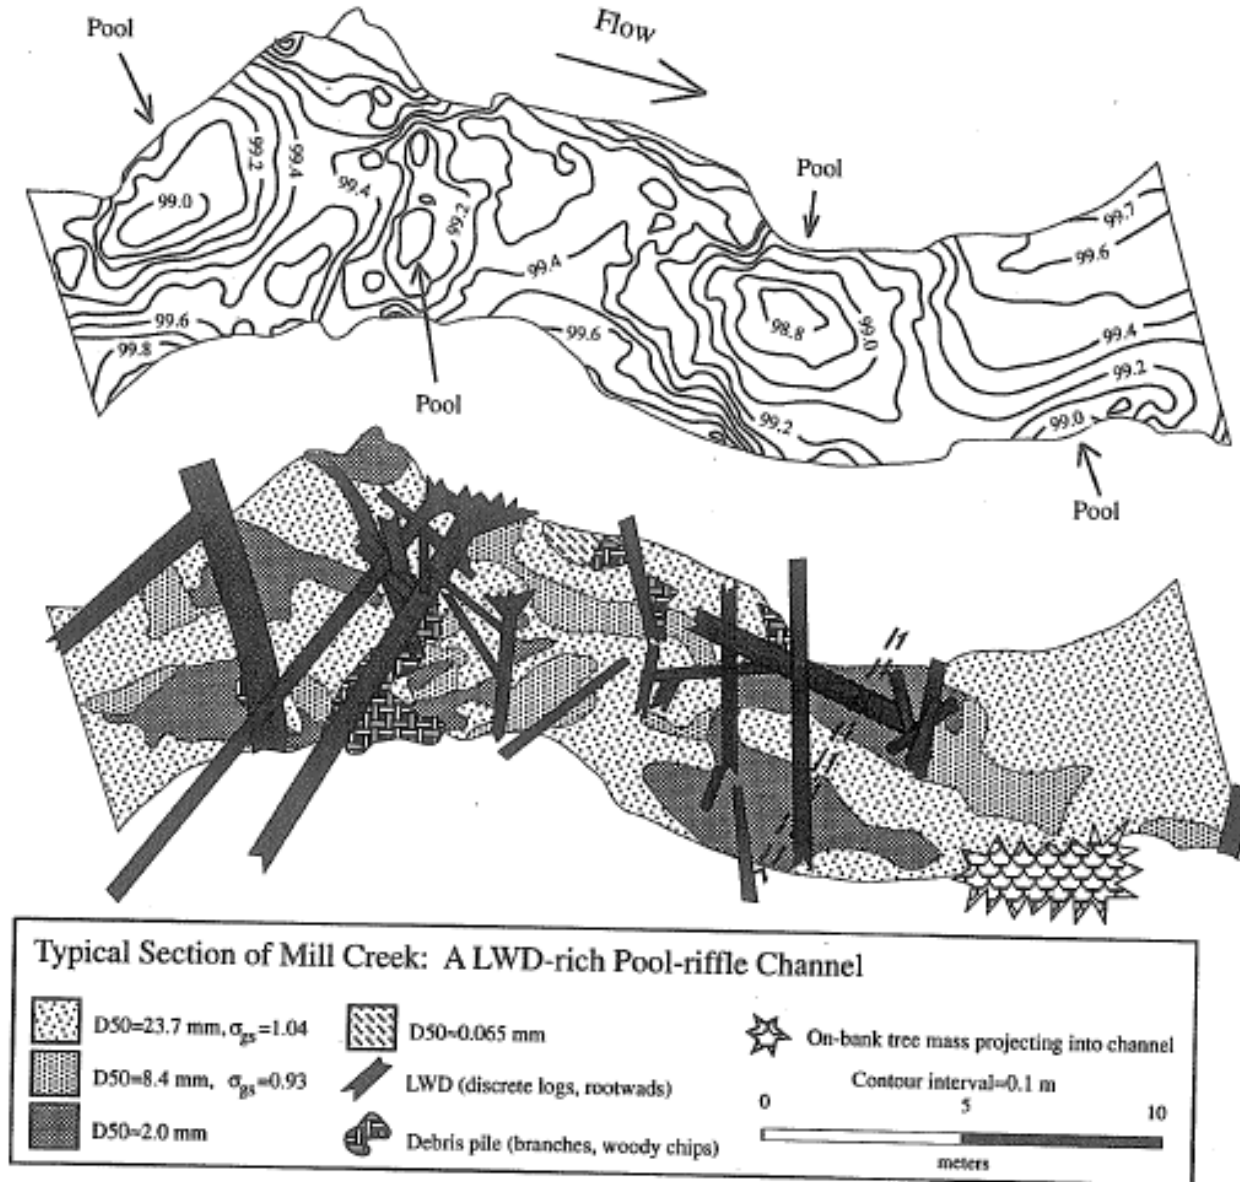 Pool
Flow
Pool
99.0
99.2
99.4
99.4
99.2
99.4
99.6
99.8
99.6
98.8
99.0
99.2
99.7
99.6
99.4
99.2
99.0
Pool
Pool
Typical Section of Mill Creek: A LWD-rich Pool-riffle Channel
D50=23.7 mm, σgs=1.04
D50=8.4 mm, σgs=0.93
D50=2.0 mm
D50=0.065 mm
LWD (discrete logs, rootwads)
Debris pile (branches, woody chips)
On-bank tree mass projecting into channel
Contour interval=0.1 m
0 5 10
meters